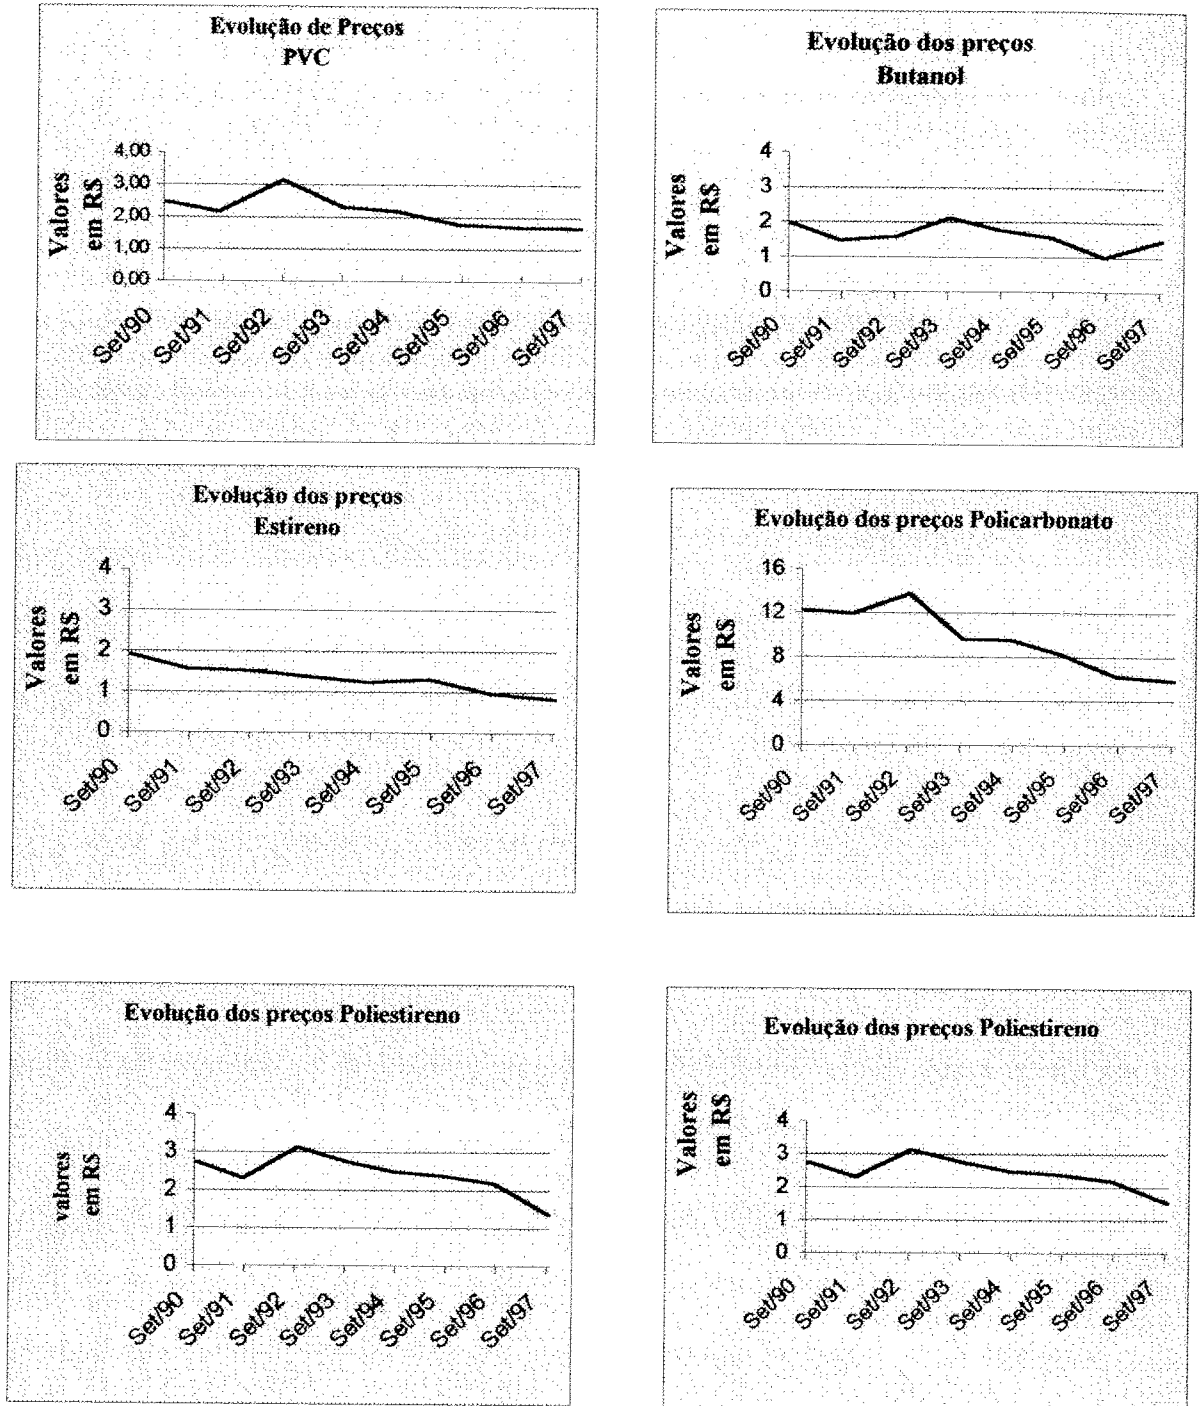 Evolução de Preços
PVC
Valores
em R$
4,00
3,00
2,00
1,00
0,00
Set/90
Set/91
Set/92
Set/93
Set/94
Set/95
Set/96
Set/97
Evolução dos preços
Butanol
Valores
em R$
4
3
2
1
0
Set/90
Set/91
Set/92
Set/93
Set/94
Set/95
Set/96
Set/97
Evolução dos preços
Estireno
Valores
em R$
4
3
2
1
0
Set/90
Set/91
Set/92
Set/93
Set/94
Set/95
Set/96
Set/97
Evolução dos preços Policarbonato
Valores
em R$
16
12
8
4
0
Set/90
Set/91
Set/92
Set/93
Set/94
Set/95
Set/96
Set/97
Evolução dos preços Poliestireno
valores
em R$
4
3
2
1
0
Set/90
Set/91
Set/92
Set/93
Set/94
Set/95
Set/96
Set/97
Evolução dos preços Poliestireno
Valores
em R$
4
3
2
1
0
Set/90
Set/91
Set/92
Set/93
Set/94
Set/95
Set/96
Set/97